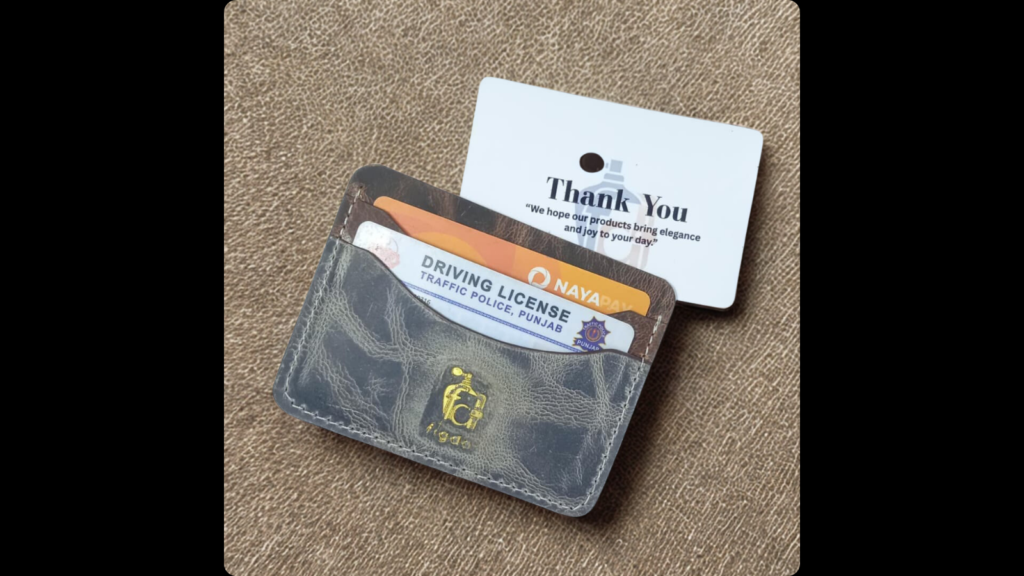 Thank You
“We hope our products bring elegance
and joy to your day.”
NAYAPAY
DRIVING LICENSE
TRAFFIC POLICE, PUNJAB
PUNJAB